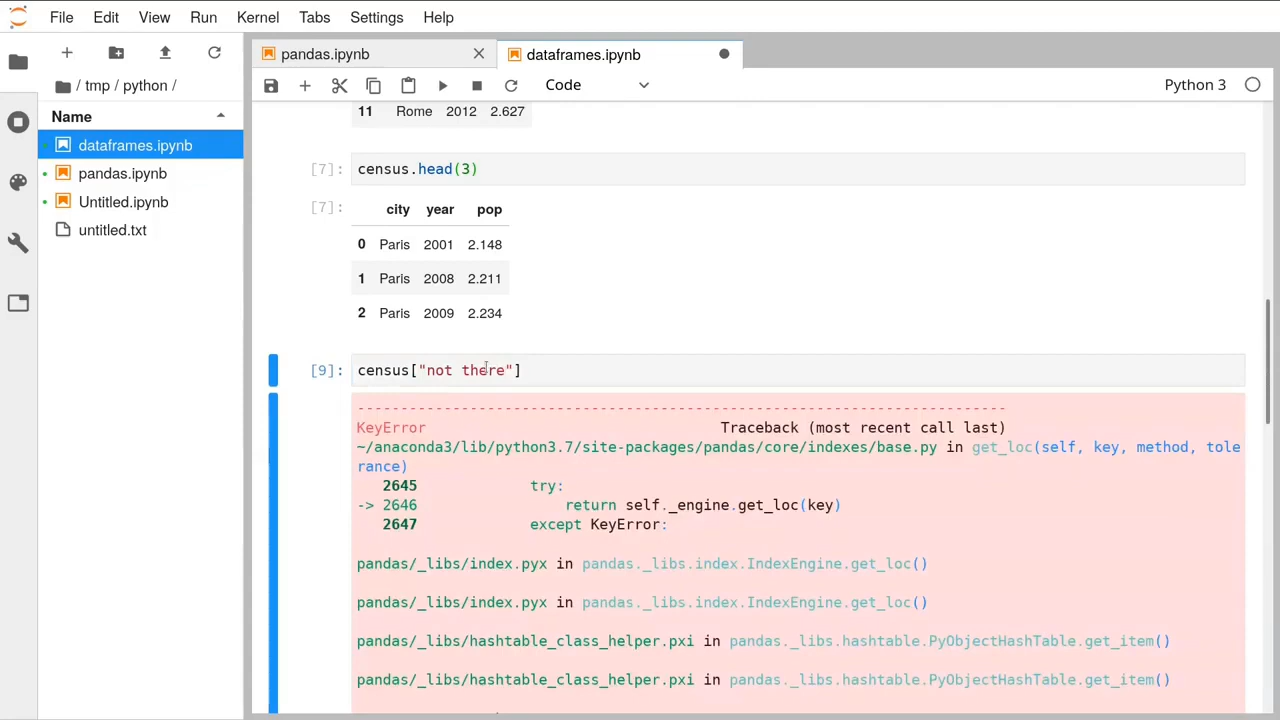 File Edit View Run Kernel Tabs Settings Help
pandas.ipynb
dataframes.ipynb
Code
Python 3
/ tmp / python /
Name
dataframes.ipynb
pandas.ipynb
Untitled.ipynb
untitled.txt
11 Rome 2012 2.627
[7]: census.head(3)
[7]: city year pop
0 Paris 2001 2.148
1 Paris 2008 2.211
2 Paris 2009 2.234
[9]: census["not there"]
---------------------------------------------------------------------------
KeyError Traceback (most recent call last)
~/anaconda3/lib/python3.7/site-packages/pandas/core/indexes/base.py in get_loc(self, key, method, tole
rance)
2645 try:
-> 2646 return self._engine.get_loc(key)
2647 except KeyError:
pandas/_libs/index.pyx in pandas._libs.index.IndexEngine.get_loc()
pandas/_libs/index.pyx in pandas._libs.index.IndexEngine.get_loc()
pandas/_libs/hashtable_class_helper.pxi in pandas._libs.hashtable.PyObjectHashTable.get_item()
pandas/_libs/hashtable_class_helper.pxi in pandas._libs.hashtable.PyObjectHashTable.get_item()